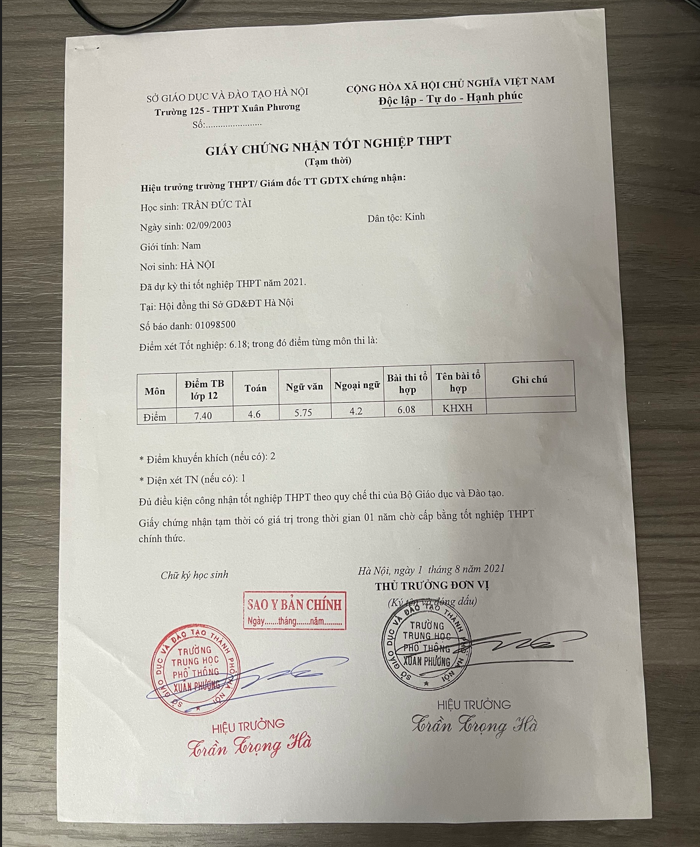 SỞ GIÁO DỤC VÀ ĐÀO TẠO HÀ NỘI
Trường 125 - THPT Xuân Phương
Số:......................
CỘNG HÒA XÃ HỘI CHỦ NGHĨA VIỆT NAM
Độc lập - Tự do - Hạnh phúc
GIẤY CHỨNG NHẬN TỐT NGHIỆP THPT
(Tạm thời)
Hiệu trưởng trường THPT/ Giám đốc TT GDTX chứng nhận:
Học sinh: TRẦN ĐỨC TÀI
Ngày sinh: 02/09/2003 Dân tộc: Kinh
Giới tính: Nam
Nơi sinh: HÀ NỘI
Đã dự kỳ thi tốt nghiệp THPT năm 2021.
Tại: Hội đồng thi Sở GD&ĐT Hà Nội
Số báo danh: 01098500
Điểm xét Tốt nghiệp: 6.18; trong đó điểm từng môn thi là:
Môn Điểm TB lớp 12 Toán Ngữ văn Ngoại ngữ Bài thi tổ hợp Tên bài tổ hợp Ghi chú
Điểm 7.40 4.6 5.75 4.2 6.08 KHXH
* Điểm khuyến khích (nếu có): 2
* Diện xét TN (nếu có): 1
Đủ điều kiện công nhận tốt nghiệp THPT theo quy chế thi của Bộ Giáo dục và Đào tạo.
Giấy chứng nhận tạm thời có giá trị trong thời gian 01 năm chờ cấp bằng tốt nghiệp THPT
chính thức.
Chữ ký học sinh
Hà Nội, ngày 1 tháng 8 năm 2021
THỦ TRƯỞNG ĐƠN VỊ
(Ký tên và đóng dấu)
SAO Y BẢN CHÍNH
Ngày......tháng.......năm.........
SỞ GIÁO DỤC VÀ ĐÀO TẠO THÀNH PHỐ HÀ NỘI
TRƯỜNG
TRUNG HỌC
PHỔ THÔNG
XUÂN PHƯƠNG
HIỆU TRƯỞNG
Trần Trọng Hà
SỞ GIÁO DỤC VÀ ĐÀO TẠO THÀNH PHỐ HÀ NỘI
TRƯỜNG
TRUNG HỌC
PHỔ THÔNG
XUÂN PHƯƠNG
HIỆU TRƯỞNG
Trần Trọng Hà